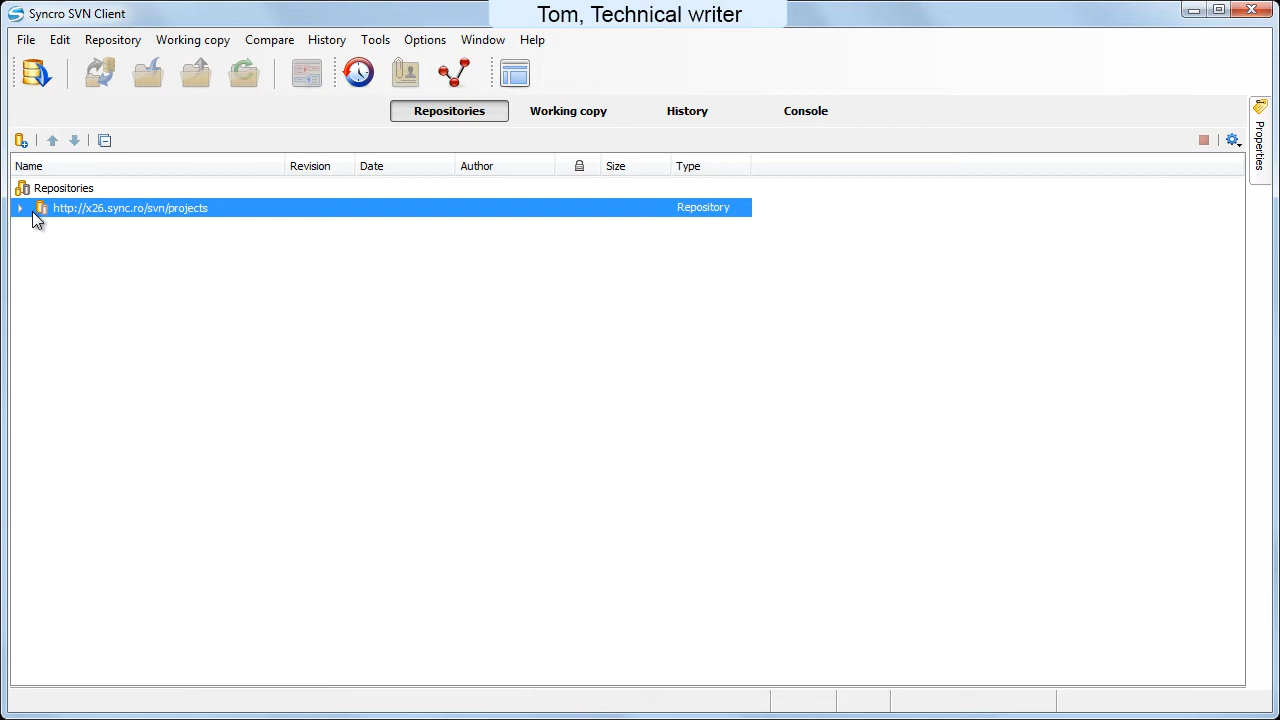 Syncro SVN Client
Tom, Technical writer
File Edit Repository Working copy Compare History Tools Options Window Help
Repositories Working copy History Console
Properties
Name Revision Date Author Size Type
Repositories
http://x26.sync.ro/svn/projects Repository